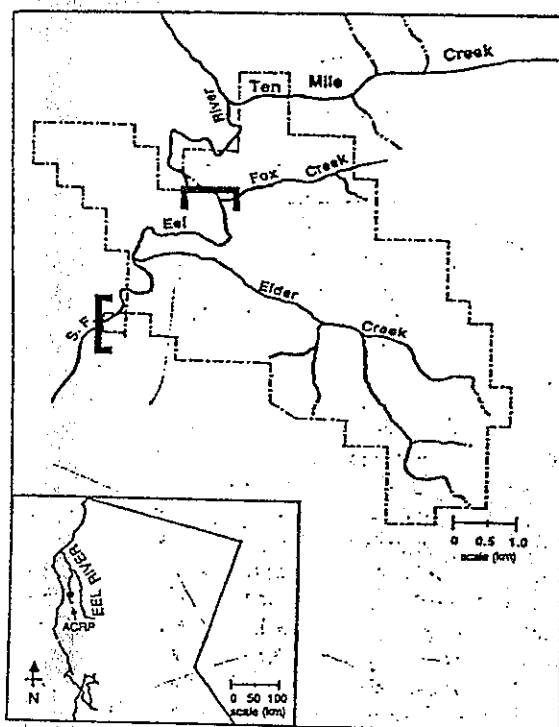 Ten Mile Creek
River
Fox Creek
Eel
Elder Creek
S. F.
0 0.5 1.0
scale (km)
EEL RIVER
ACRP
N
0 50 100
scale (km)